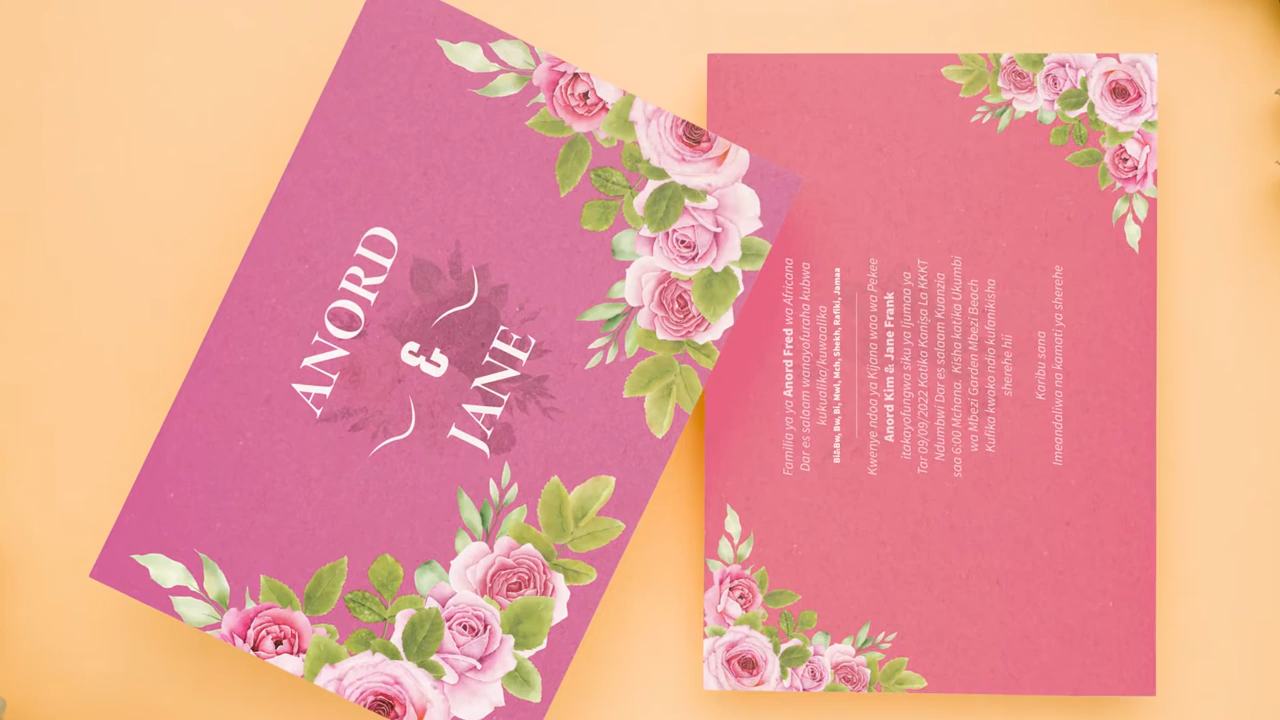 ANORD
&
JANE
Familia ya ya Anord Fred wa Africana
Dar es salaam wanayofuraha kubwa
kukualika/kuwaalika
Bi&Bw, Bw, Bi, Mwl, Mch, Shekh, Rafiki, Jamaa
Kwenye ndoa ya Kijana wao wa Pekee
Anord Kim & Jane Frank
itakayofungwa siku ya Ijumaa ya
Tar 09/09/2022 Katika Kanisa La KKKT
Ndumbwi Dar es salaam Kuanzia
saa 6:00 Mchana. Kisha katika Ukumbi
wa Mbezi Garden Mbezi Beach
Kufika kwako ndio kufanikisha
sherehe hii
Karibu sana
Imeandaliwa na kamati ya sherehe